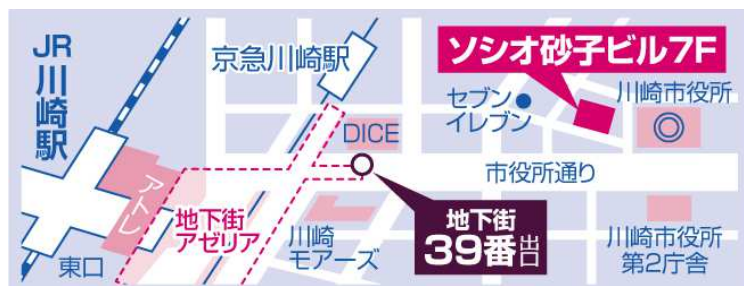 JR
川崎駅
京急川崎駅
ソシオ砂子ビル7F
セブン
イレブン
川崎市役所
DICE
アトレ
市役所通り
地下街
アゼリア
地下街
39番出口
東口
川崎
モアーズ
川崎市役所
第2庁舎